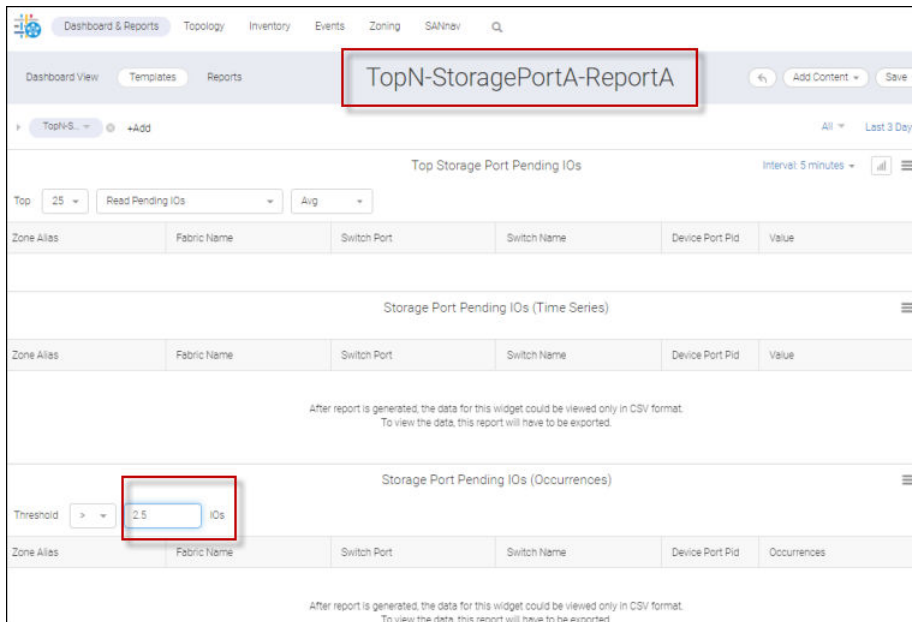 Dashboard & Reports Topology Inventory Events Zoning SANnav
Dashboard View Templates Reports TopN-StoragePortA-ReportA Add Content Save
TopN-S... +Add All Last 3 Day
Top Storage Port Pending IOs Interval: 5 minutes
Top 25 Read Pending IOs Avg
Zone Alias Fabric Name Switch Port Switch Name Device Port Pid Value
Storage Port Pending IOs (Time Series)
Zone Alias Fabric Name Switch Port Switch Name Device Port Pid Value
After report is generated, the data for this widget could be viewed only in CSV format.
To view the data, this report will have to be exported.
Storage Port Pending IOs (Occurrences)
Threshold > 2.5 IOs
Zone Alias Fabric Name Switch Port Switch Name Device Port Pid Occurrences
After report is generated, the data for this widget could be viewed only in CSV format.
To view the data, this report will have to be exported.